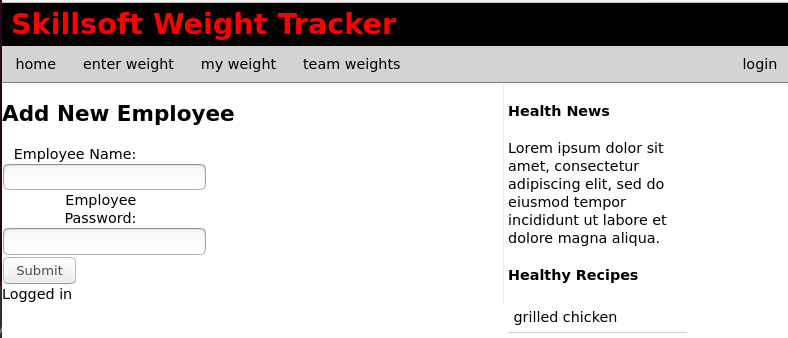 Skillsoft Weight Tracker
home enter weight my weight team weights login
Add New Employee
Employee Name:
Employee
Password:
Submit
Logged in
Health News
Lorem ipsum dolor sit
amet, consectetur
adipiscing elit, sed do
eiusmod tempor
incididunt ut labore et
dolore magna aliqua.
Healthy Recipes
grilled chicken